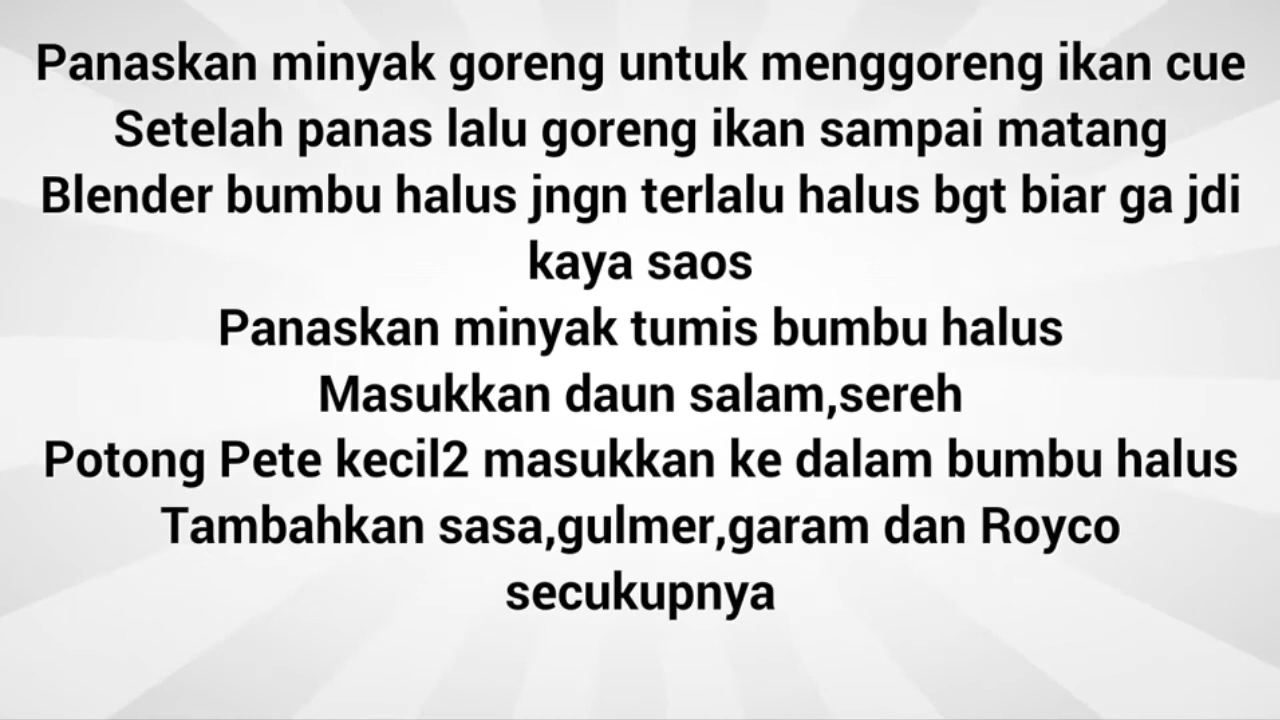 Panaskan minyak goreng untuk menggoreng ikan cue
Setelah panas lalu goreng ikan sampai matang
Blender bumbu halus jngn terlalu halus bgt biar ga jdi
kaya saos
Panaskan minyak tumis bumbu halus
Masukkan daun salam,sereh
Potong Pete kecil2 masukkan ke dalam bumbu halus
Tambahkan sasa,gulmer,garam dan Royco
secukupnya